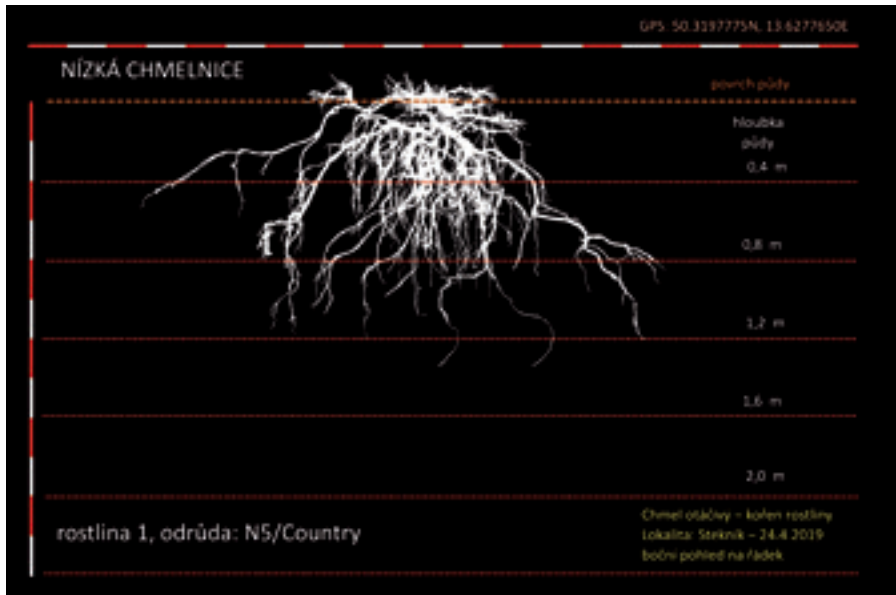 GPS: 50.3197775N, 13.6277650E
NÍZKÁ CHMELNICE
povrch půdy
hloubka
půdy
0,4 m
0,8 m
1,2 m
1,6 m
2,0 m
rostlina 1, odrůda: N5/Country
Chmel otáčivý – kořen rostliny
Lokalita: Stekník – 24.4 2019
boční pohled na řádek